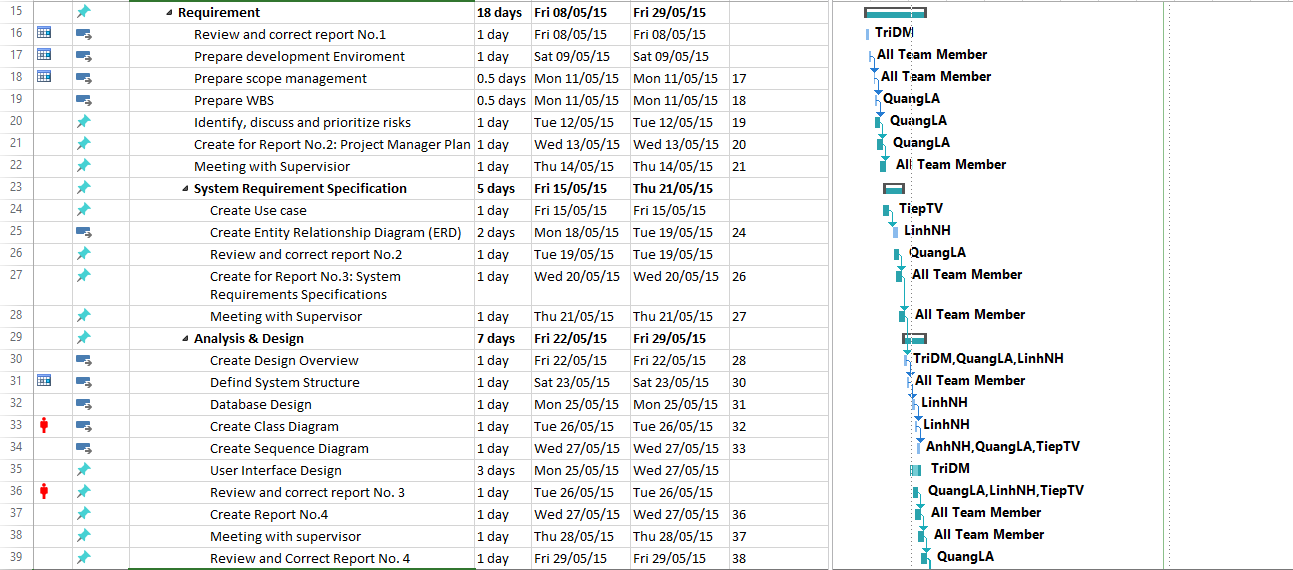 15 Requirement 18 days Fri 08/05/15 Fri 29/05/15
16 Review and correct report No.1 1 day Fri 08/05/15 Fri 08/05/15 TriDM
17 Prepare development Enviroment 1 day Sat 09/05/15 Sat 09/05/15 All Team Member
18 Prepare scope management 0.5 days Mon 11/05/15 Mon 11/05/15 17 All Team Member
19 Prepare WBS 0.5 days Mon 11/05/15 Mon 11/05/15 18 QuangLA
20 Identify, discuss and prioritize risks 1 day Tue 12/05/15 Tue 12/05/15 19 QuangLA
21 Create for Report No.2: Project Manager Plan 1 day Wed 13/05/15 Wed 13/05/15 20 QuangLA
22 Meeting with Supervisior 1 day Thu 14/05/15 Thu 14/05/15 21 All Team Member
23 System Requirement Specification 5 days Fri 15/05/15 Thu 21/05/15
24 Create Use case 1 day Fri 15/05/15 Fri 15/05/15 TiepTV
25 Create Entity Relationship Diagram (ERD) 2 days Mon 18/05/15 Tue 19/05/15 24 LinhNH
26 Review and correct report No.2 1 day Tue 19/05/15 Tue 19/05/15 QuangLA
27 Create for Report No.3: System 1 day Wed 20/05/15 Wed 20/05/15 26 All Team Member
Requirements Specifications
28 Meeting with Supervisor 1 day Thu 21/05/15 Thu 21/05/15 27 All Team Member
29 Analysis & Design 7 days Fri 22/05/15 Fri 29/05/15
30 Create Design Overview 1 day Fri 22/05/15 Fri 22/05/15 28 TriDM,QuangLA,LinhNH
31 Defind System Structure 1 day Sat 23/05/15 Sat 23/05/15 30 All Team Member
32 Database Design 1 day Mon 25/05/15 Mon 25/05/15 31 LinhNH
33 Create Class Diagram 1 day Tue 26/05/15 Tue 26/05/15 32 LinhNH
34 Create Sequence Diagram 1 day Wed 27/05/15 Wed 27/05/15 33 AnhNH,QuangLA,TiepTV
35 User Interface Design 3 days Mon 25/05/15 Wed 27/05/15 TriDM
36 Review and correct report No. 3 1 day Tue 26/05/15 Tue 26/05/15 QuangLA,LinhNH,TiepTV
37 Create Report No.4 1 day Wed 27/05/15 Wed 27/05/15 36 All Team Member
38 Meeting with supervisor 1 day Thu 28/05/15 Thu 28/05/15 37 All Team Member
39 Review and Correct Report No. 4 1 day Fri 29/05/15 Fri 29/05/15 38 QuangLA